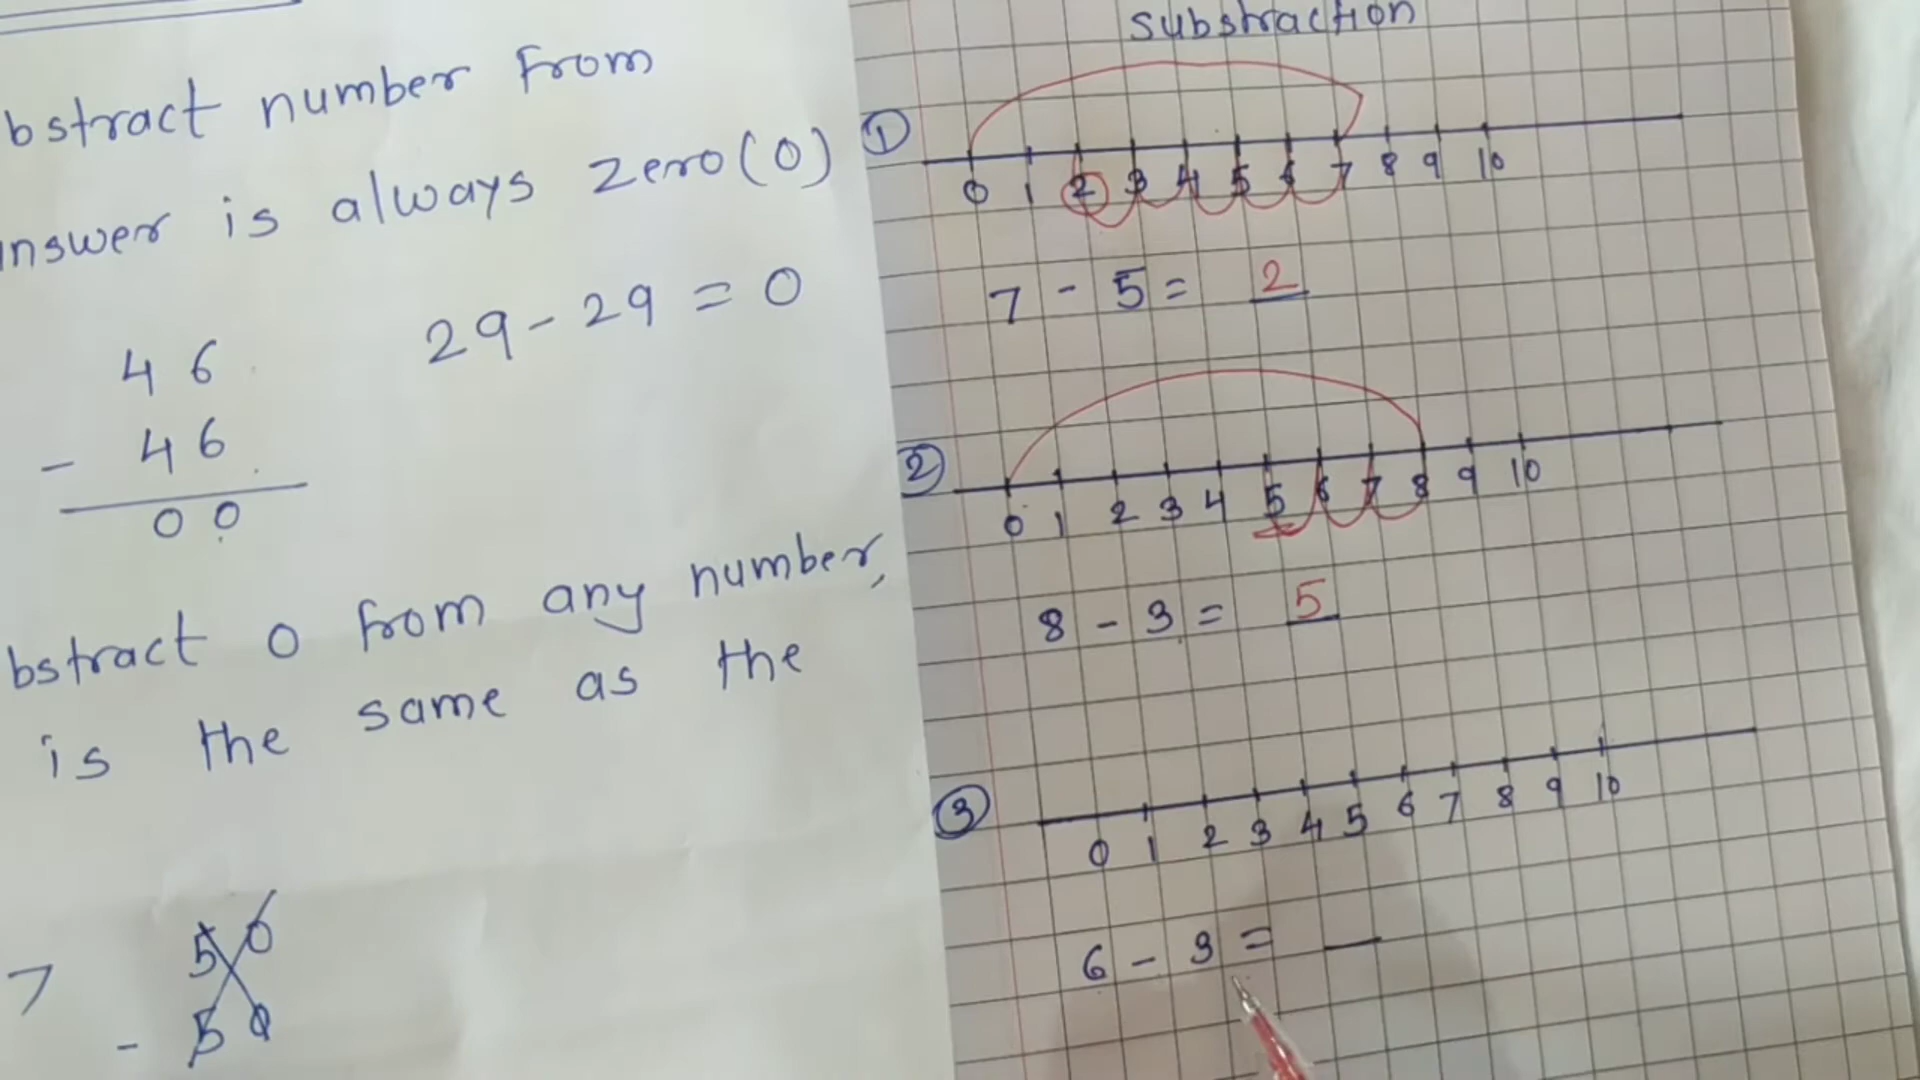 bstract number from
nswer is always zero(0)
29 - 29 = 0
46
- 46
00
bstract 0 from any number,
is the same as the
7
50
- 50
substraction
1
0 1 2 3 4 5 6 7 8 9 10
7 - 5 = 2
2
0 1 2 3 4 5 6 7 8 9 10
8 - 3 = 5
3
0 1 2 3 4 5 6 7 8 9 10
6 - 3 =